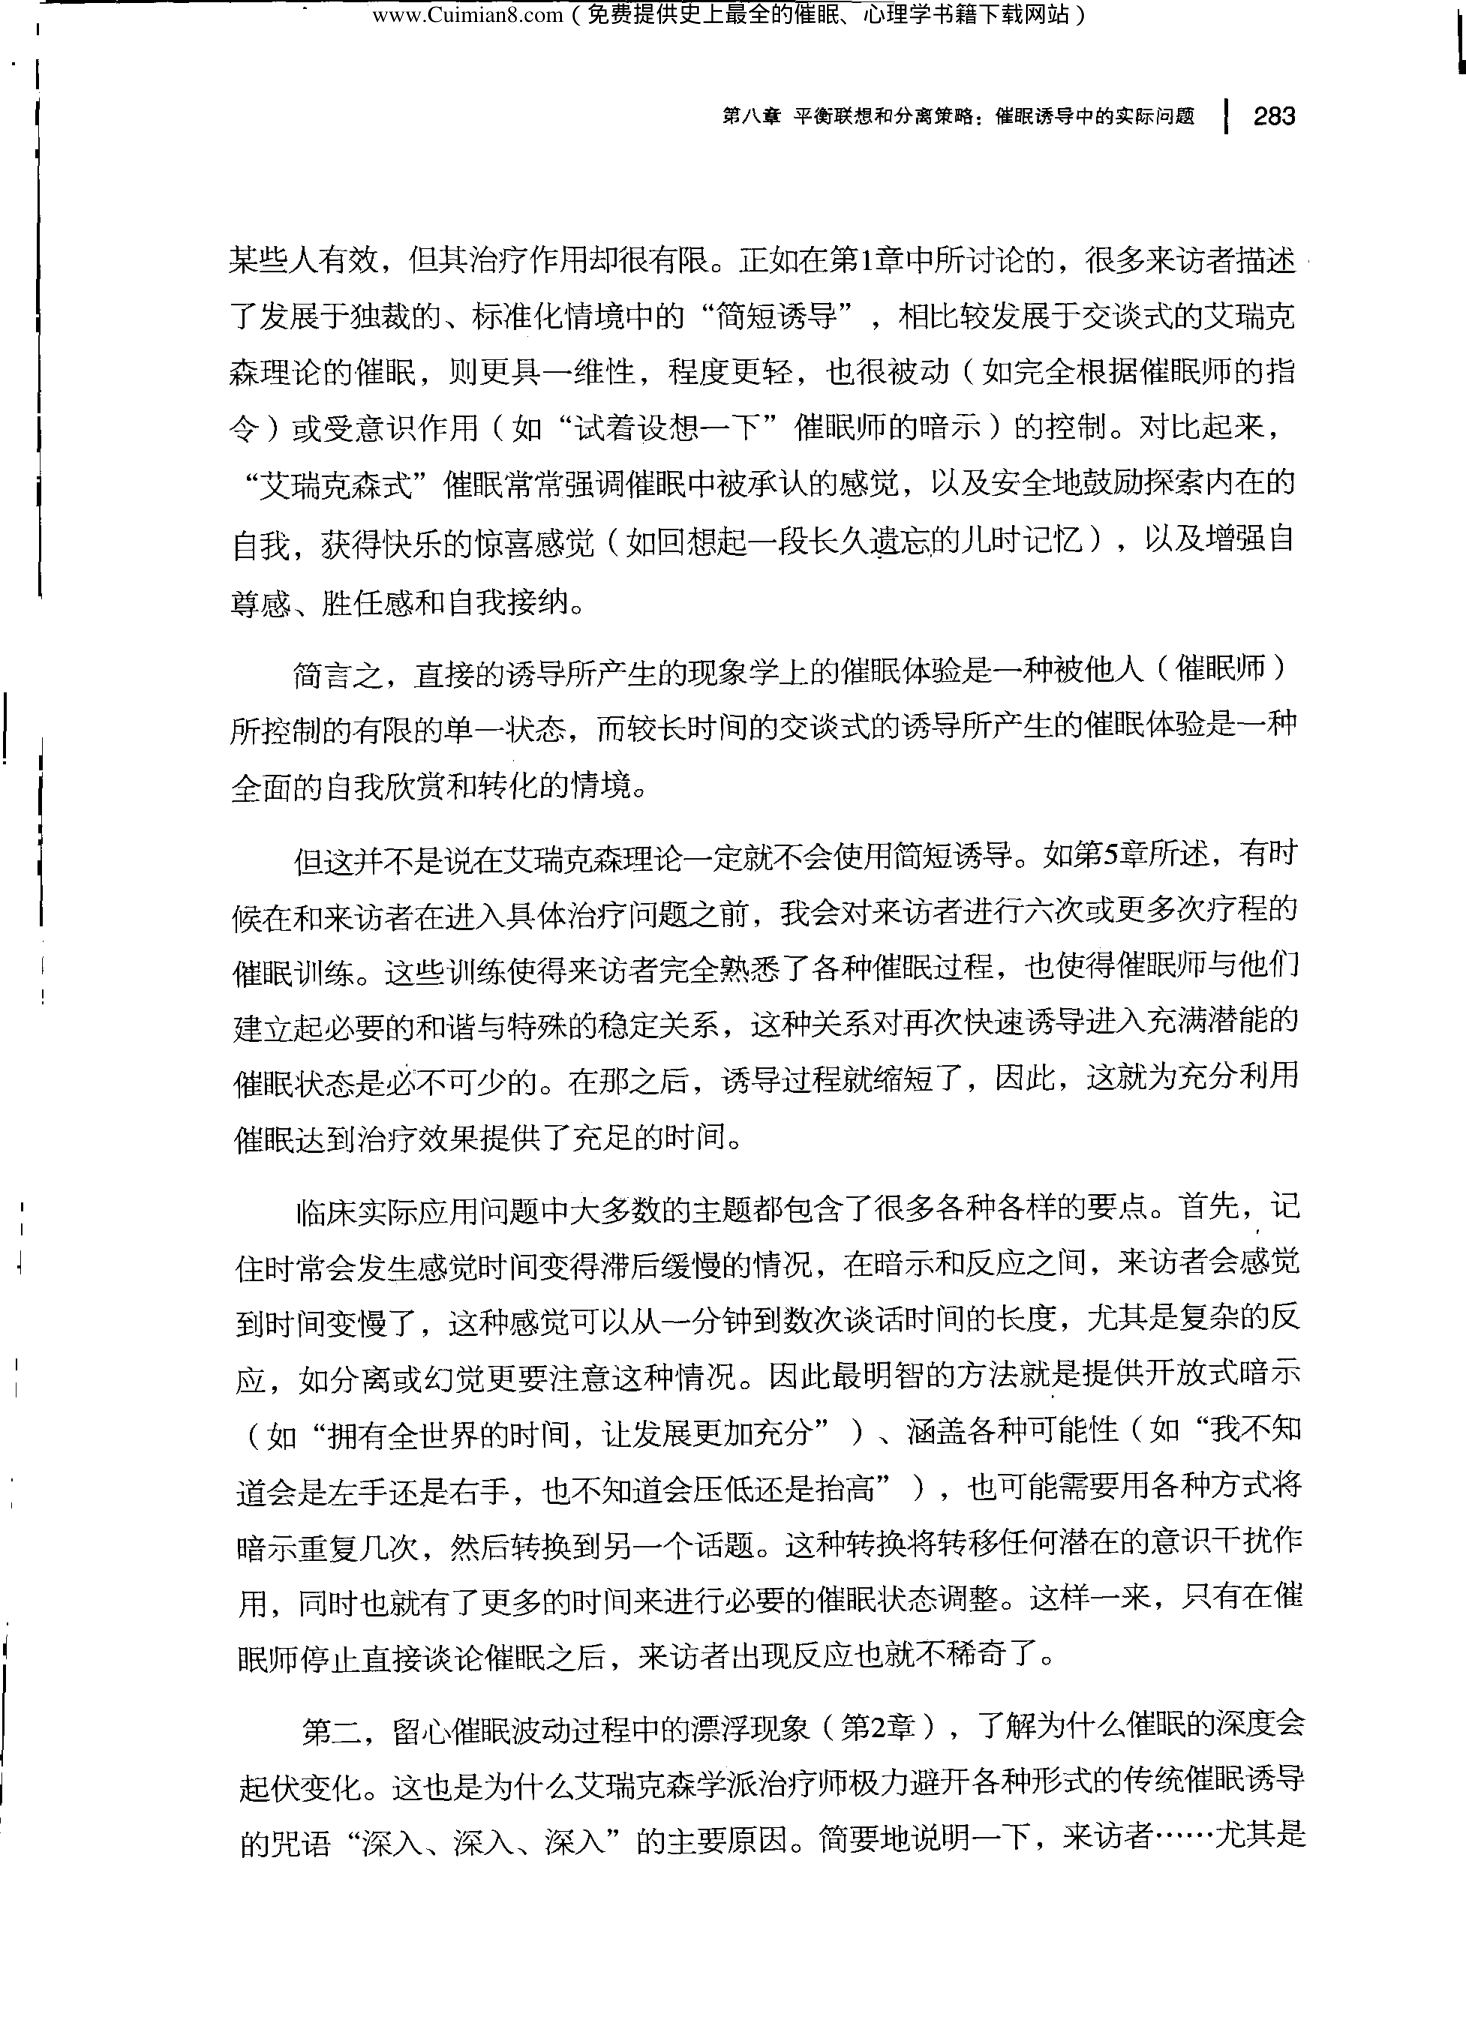 www.Cuimian8.com（免费提供史上最全的催眠、心理学书籍下载网站）
第八章 平衡联想和分离策略：催眠诱导中的实际问题 283
某些人有效，但其治疗作用却很有限。正如在第1章中所讨论的，很多来访者描述
了发展于独裁的、标准化情境中的“简短诱导”，相比较发展于交谈式的艾瑞克
森理论的催眠，则更具一维性，程度更轻，也很被动（如完全根据催眠师的指
令）或受意识作用（如“试着设想一下”催眠师的暗示）的控制。对比起来，
“艾瑞克森式”催眠常常强调催眠中被承认的感觉，以及安全地鼓励探索内在的
自我，获得快乐的惊喜感觉（如回想起一段长久遗忘的儿时记忆），以及增强自
尊感、胜任感和自我接纳。
简言之，直接的诱导所产生的现象学上的催眠体验是一种被他人（催眠师）
所控制的有限的单一状态，而较长时间的交谈式的诱导所产生的催眠体验是一种
全面的自我欣赏和转化的情境。
但这并不是说在艾瑞克森理论一定就不会使用简短诱导。如第5章所述，有时
候在和来访者在进入具体治疗问题之前，我会对来访者进行六次或更多次疗程的
催眠训练。这些训练使得来访者完全熟悉了各种催眠过程，也使得催眠师与他们
建立起必要的和谐与特殊的稳定关系，这种关系对再次快速诱导进入充满潜能的
催眠状态是必不可少的。在那之后，诱导过程就缩短了，因此，这就为充分利用
催眠达到治疗效果提供了充足的时间。
临床实际应用问题中大多数的主题都包含了很多各种各样的要点。首先，记
住时常会发生感觉时间变得滞后缓慢的情况，在暗示和反应之间，来访者会感觉
到时间变慢了，这种感觉可以从一分钟到数次谈话时间的长度，尤其是复杂的反
应，如分离或幻觉更要注意这种情况。因此最明智的方法就是提供开放式暗示
（如“拥有全世界的时间，让发展更加充分”）、涵盖各种可能性（如“我不知
道会是左手还是右手，也不知道会压低还是抬高”），也可能需要用各种方式将
暗示重复几次，然后转换到另一个话题。这种转换将转移任何潜在的意识干扰作
用，同时也就有了更多的时间来进行必要的催眠状态调整。这样一来，只有在催
眠师停止直接谈论催眠之后，来访者出现反应也就不稀奇了。
第二，留心催眠波动过程中的漂浮现象（第2章），了解为什么催眠的深度会
起伏变化。这也是为什么艾瑞克森学派治疗师极力避开各种形式的传统催眠诱导
的咒语“深入、深入、深入”的主要原因。简要地说明一下，来访者……尤其是